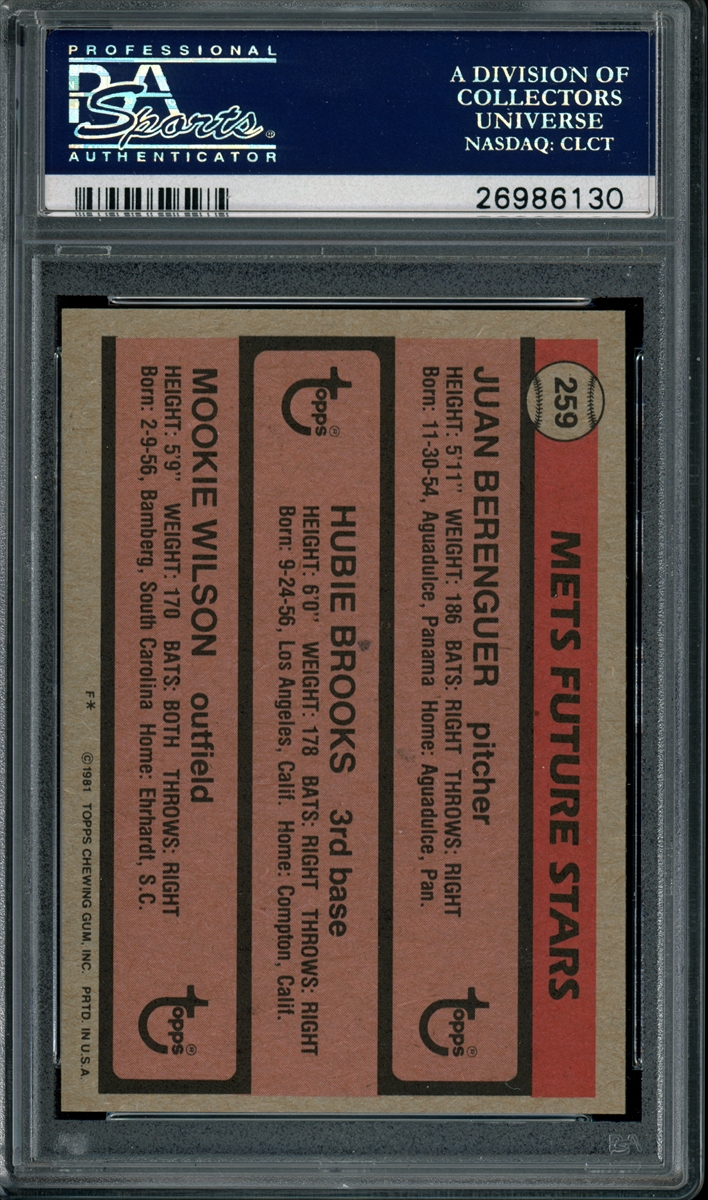 PROFESSIONAL
PSA
Sports®
AUTHENTICATOR
A DIVISION OF
COLLECTORS
UNIVERSE
NASDAQ: CLCT
26986130
259
METS FUTURE STARS
JUAN BERENGUER pitcher
HEIGHT: 5'11" WEIGHT: 186 BATS: RIGHT THROWS: RIGHT
Born: 11-30-54, Aguadulce, Panama Home: Aguadulce, Pan.
Topps®
Topps®
HUBIE BROOKS 3rd base
HEIGHT: 6'0" WEIGHT: 178 BATS: RIGHT THROWS: RIGHT
Born: 9-24-56, Los Angeles, Calif. Home: Compton, Calif.
MOOKIE WILSON outfield
HEIGHT: 5'9" WEIGHT: 170 BATS: BOTH THROWS: RIGHT
Born: 2-9-56, Bamberg, South Carolina Home: Ehrhardt, S.C.
Topps®
F* ©1981 TOPPS CHEWING GUM, INC. PRTD. IN U.S.A.
PSA